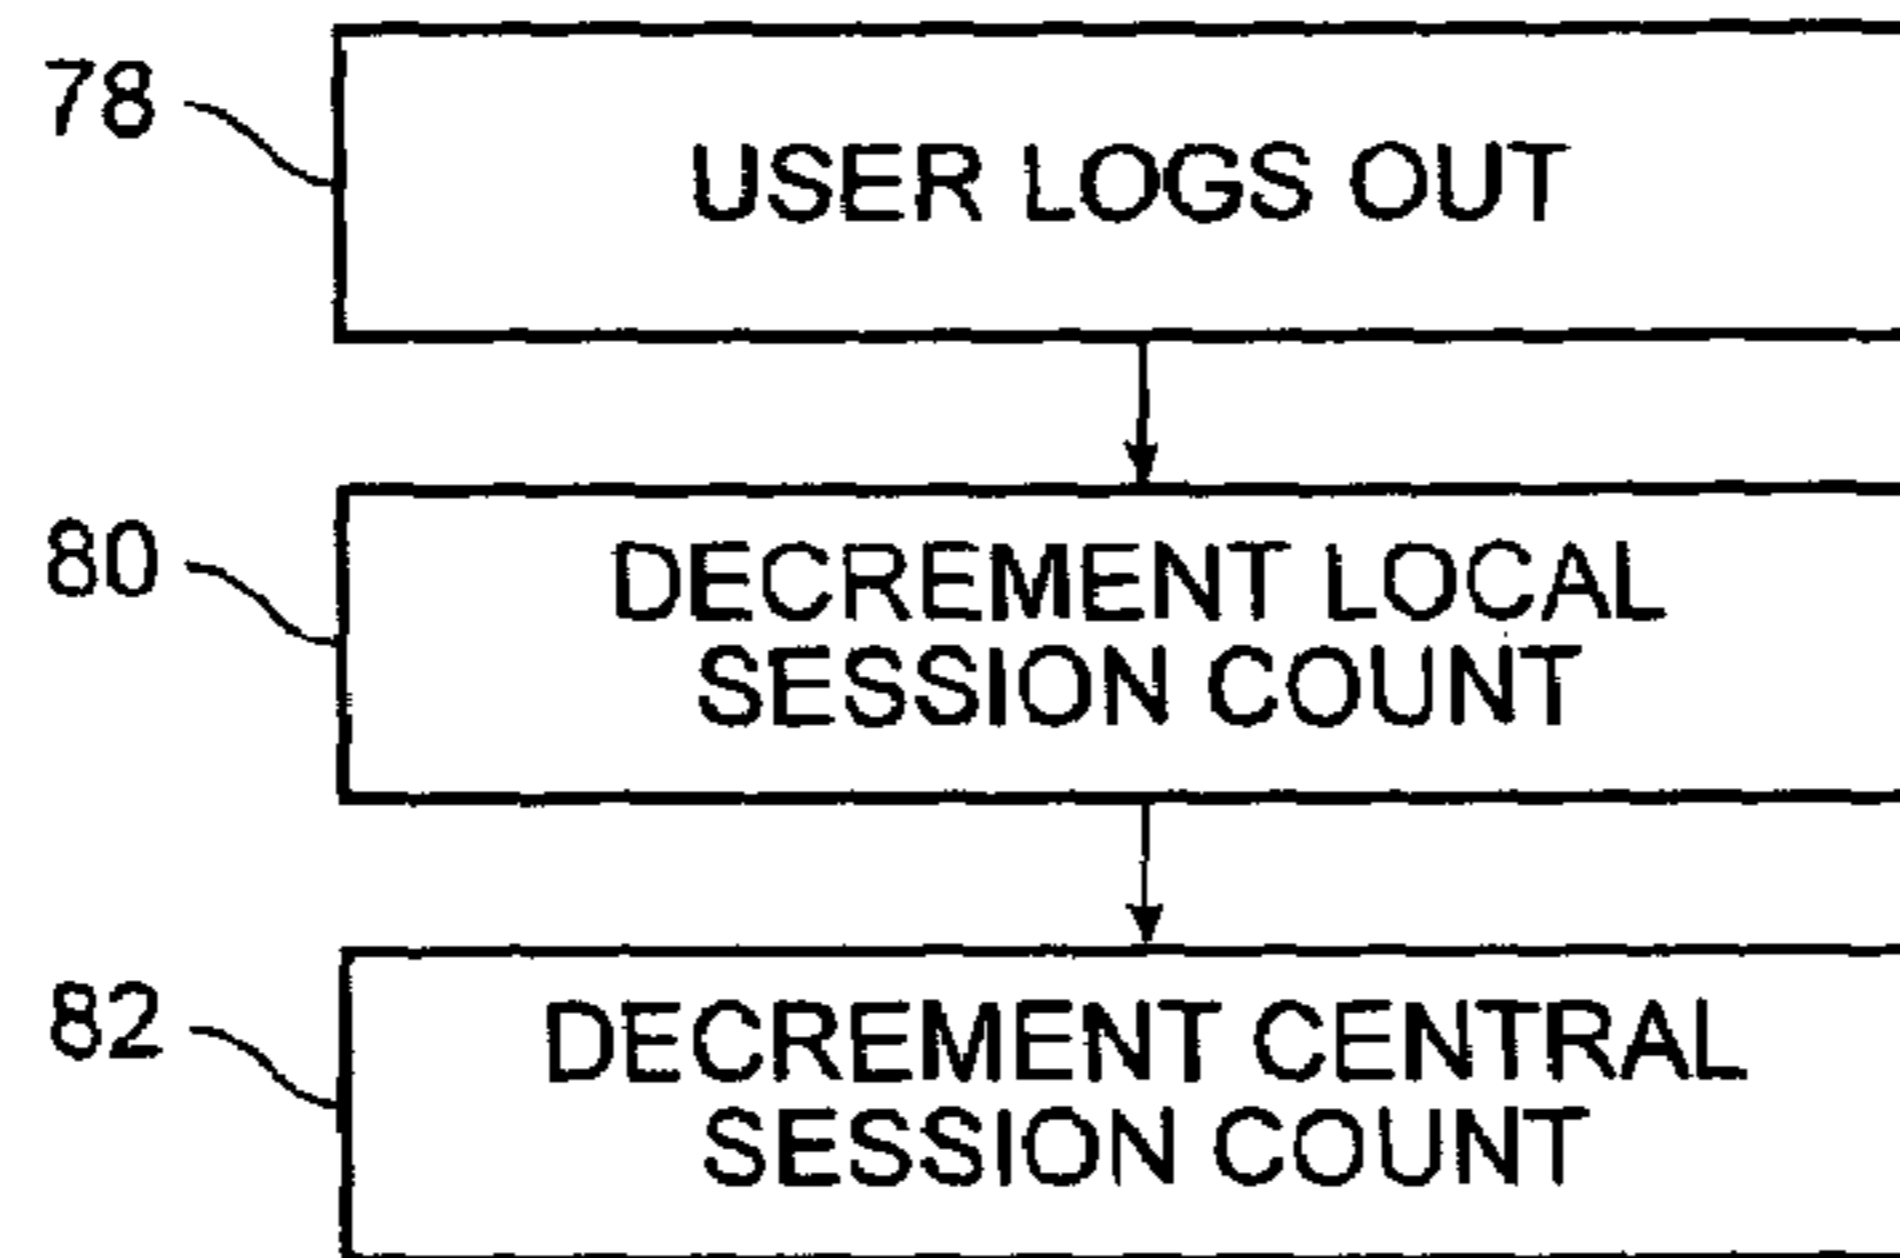 78
USER LOGS OUT
80
DECREMENT LOCAL
SESSION COUNT
82
DECREMENT CENTRAL
SESSION COUNT